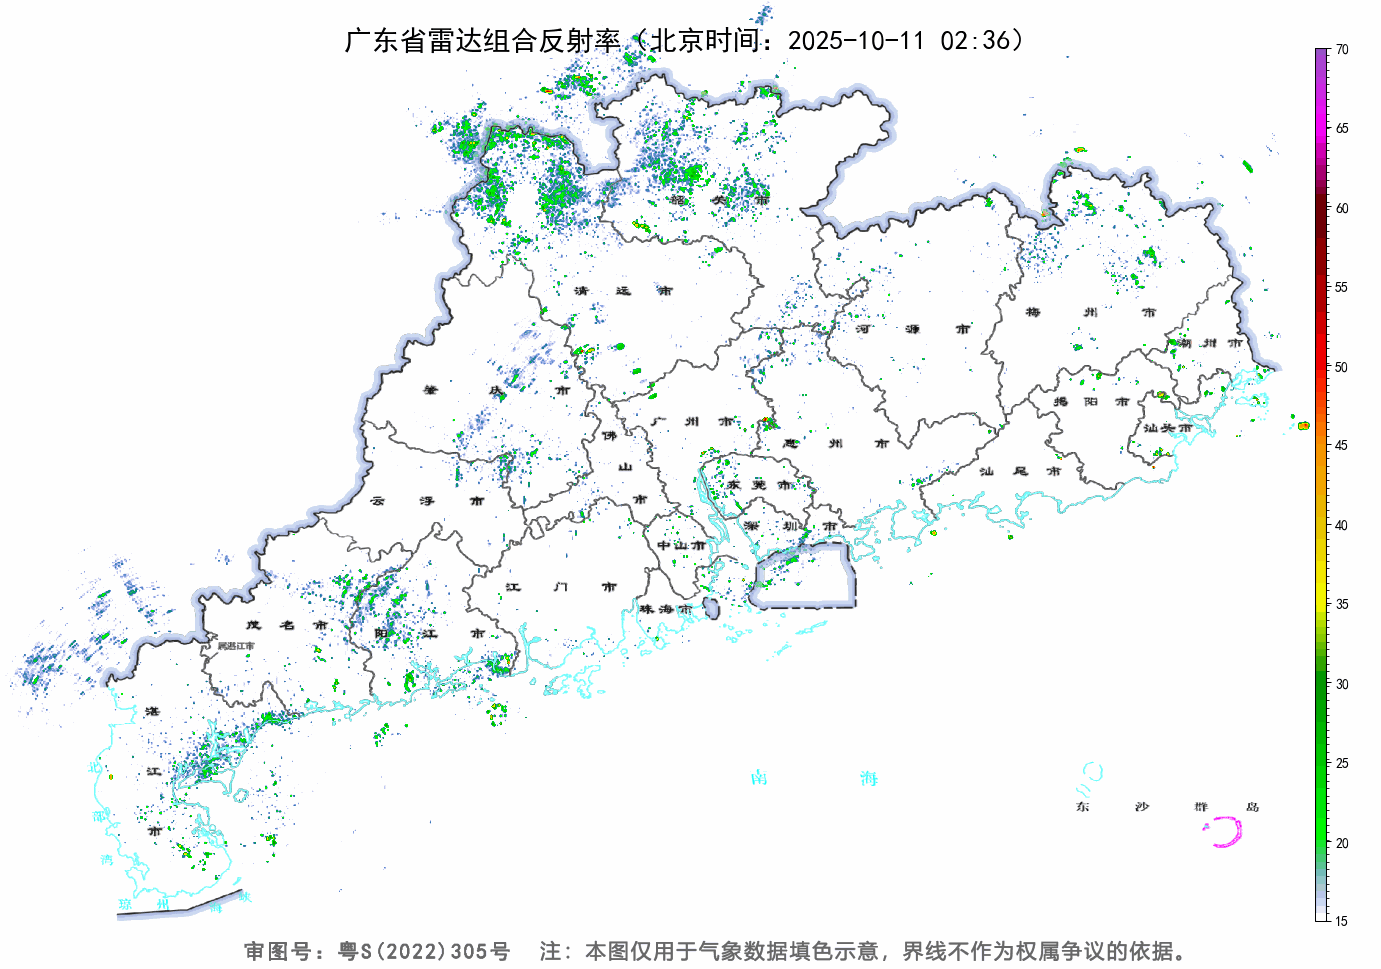 广东省雷达组合反射率（北京时间：2025-10-11 02:36）
70
65
60
55
50
45
40
35
30
25
20
15
韶关市
清远市
河源市
梅州市
潮州市
肇庆市
广州市
惠州市
揭阳市
汕头市
佛山市
东莞市
汕尾市
云浮市
深圳市
中山市
江门市
珠海市
茂名市
阳江市
属湛江市
湛江市
北部湾
南海
东沙群岛
琼州海峡
审图号：粤S(2022)305号 注：本图仅用于气象数据填色示意，界线不作为权属争议的依据。